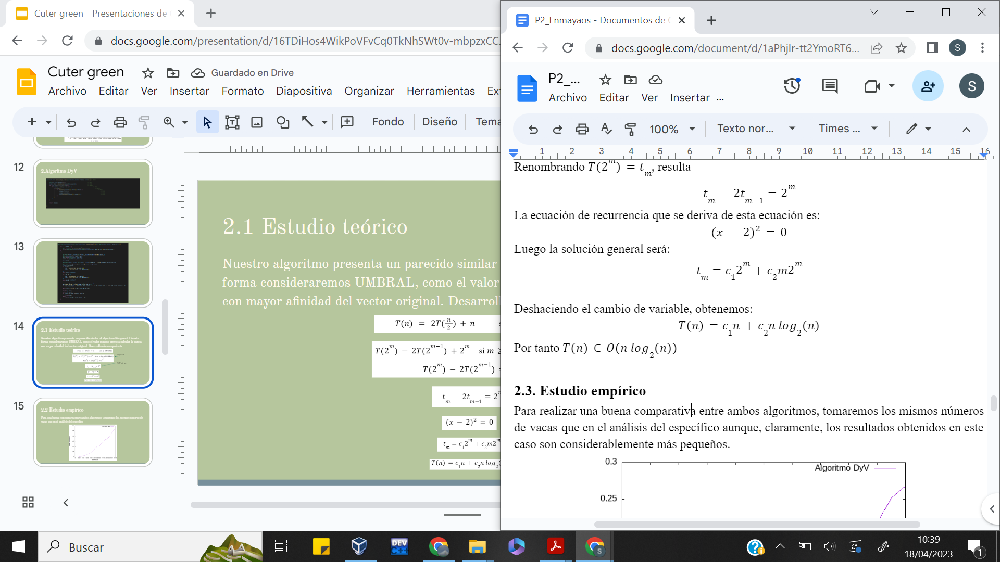 Cuter green - Presentaciones de
docs.google.com/presentation/d/16TDiHos4WikPoVFvCq0TkNhSWt0v-mbpzxCC
Cuter green
Guardado en Drive
Archivo Editar Ver Insertar Formato Diapositiva Organizar Herramientas Ext
Fondo Diseño Tema
12
2.Algoritmo DyV
13
14
2.1 Estudio teórico
15
2.2 Estudio empírico
2.1 Estudio teórico
Nuestro algoritmo presenta un parecido similar
forma consideraremos UMBRAL, como el valor
con mayor afinidad del vector original. Desarroll
T(n) = 2T(n/2) + n
T(2^m) = 2T(2^{m-1}) + 2^m si m ≥
T(2^m) − 2T(2^{m-1}) =
t_m − 2t_{m-1} = 2^m
(x − 2)² = 0
t_m = c_1 2^m + c_2 m2^m
T(n) = c_1 n + c_2 n log_2(
P2_Enmayaos - Documentos de G
docs.google.com/document/d/1aPhjIr-tt2YmoRT6...
S
P2_...
Archivo Editar Ver Insertar ...
S
100% Texto nor... Times ...
1 2 3 4 5 6 7 8 9 10 11 12 13 14 15 16
Renombrando T(2^m) = t_m, resulta
t_m − 2t_{m−1} = 2^m
La ecuación de recurrencia que se deriva de esta ecuación es:
(x − 2)² = 0
Luego la solución general será:
t_m = c_1 2^m + c_2 m2^m
Deshaciendo el cambio de variable, obtenemos:
T(n) = c_1 n + c_2 n log_2(n)
Por tanto T(n) ∈ O(n log_2(n))
2.3. Estudio empírico
Para realizar una buena comparativa entre ambos algoritmos, tomaremos los mismos números
de vacas que en el análisis del específico aunque, claramente, los resultados obtenidos en este
caso son considerablemente más pequeños.
0.3
Algoritmo DyV
0.25
Buscar
DEV C++
S
10:39
18/04/2023
1